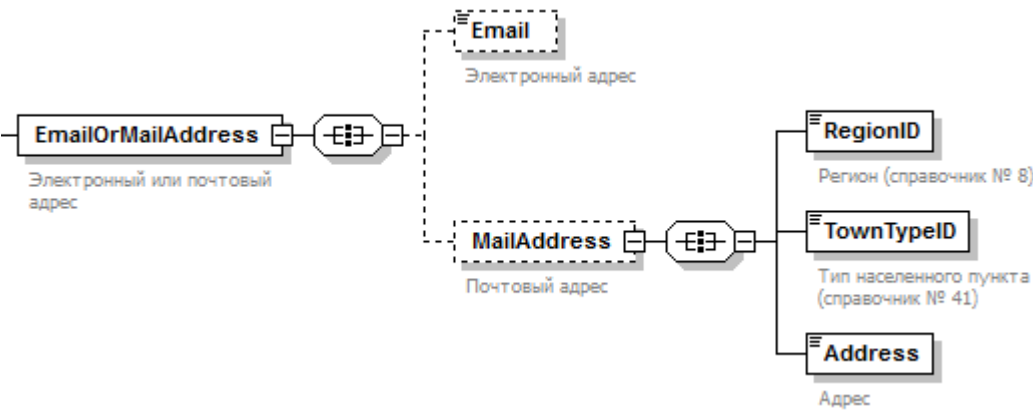 Email
Электронный адрес
EmailOrMailAddress
Электронный или почтовый
адрес
MailAddress
Почтовый адрес
RegionID
Регион (справочник № 8)
TownTypeID
Тип населенного пункта
(справочник № 41)
Address
Адрес